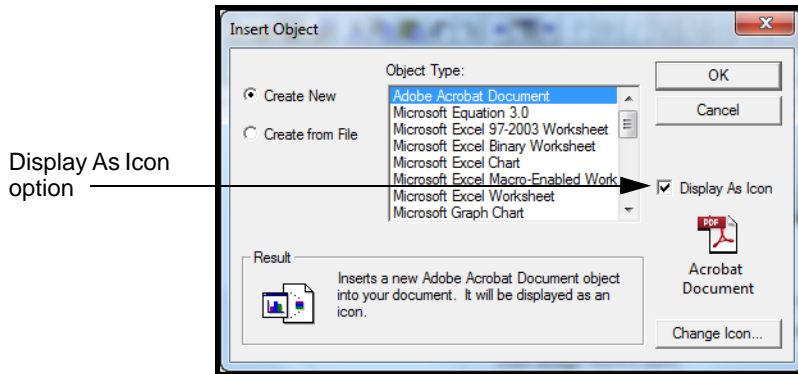 Insert Object
Object Type:
Create New
Create from File
Adobe Acrobat Document
Microsoft Equation 3.0
Microsoft Excel 97-2003 Worksheet
Microsoft Excel Binary Worksheet
Microsoft Excel Chart
Microsoft Excel Macro-Enabled Work
Microsoft Excel Worksheet
Microsoft Graph Chart
OK
Cancel
Display As Icon
option
Display As Icon
PDF
Acrobat
Document
Change Icon...
Result
Inserts a new Adobe Acrobat Document object
into your document. It will be displayed as an
icon.